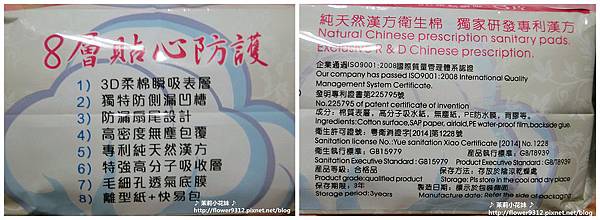 8層貼心防護
1) 3D柔棉瞬吸表層
2) 獨特防側漏凹槽
3) 防漏扇尾設計
4) 高密度無塵包覆
5) 專利純天然漢方
6) 特強高分子吸收層
7) 毛細孔透氣底膜
8) 離型紙+快易包
♪ 茉莉小花妹 ♪
http://flower9312.pixnet.net/blog
純天然漢方衛生棉 獨家研發專利漢方
Natural Chinese prescription sanitary pads.
Exclusive R & D Chinese prescription.
企業通過ISO9001:2008國際質量管理體系認證
Our company has passed ISO9001:2008 International Quality
Management System Certificate.
發明專利證書第225795號
No.225795 of patent certificate of invention
成份: 棉質表層, 高分子吸水紙, 無塵紙, PE防水膜, 背膠等。
Ingredients:Cotton surface,SAP paper, airlaid,PE water-proof film,backside glue.
衛生許可證號: 粵衛消證字[2014]第1228號
Sanitation license No.:Yue sanitation Xiao Certificate [2014] No.1228
衛生執行標準: GB15979 產品執行標準: G8/T8939
Sanitation Executive Standard : GB15979 Product Executive Standard : G8/T8939
產品等級: 合格品 保存方法: 存放於陰涼乾燥處
Product grade:qualified product Storage: Pls store in the cool and dry place
保存期限: 3年 製造日期: 標示於包裝側面
Storage period:3years Manufacture Date: Refer the side of packaging
♪ 茉莉小花妹 ♪
http://flower9312.pixnet.net/blog